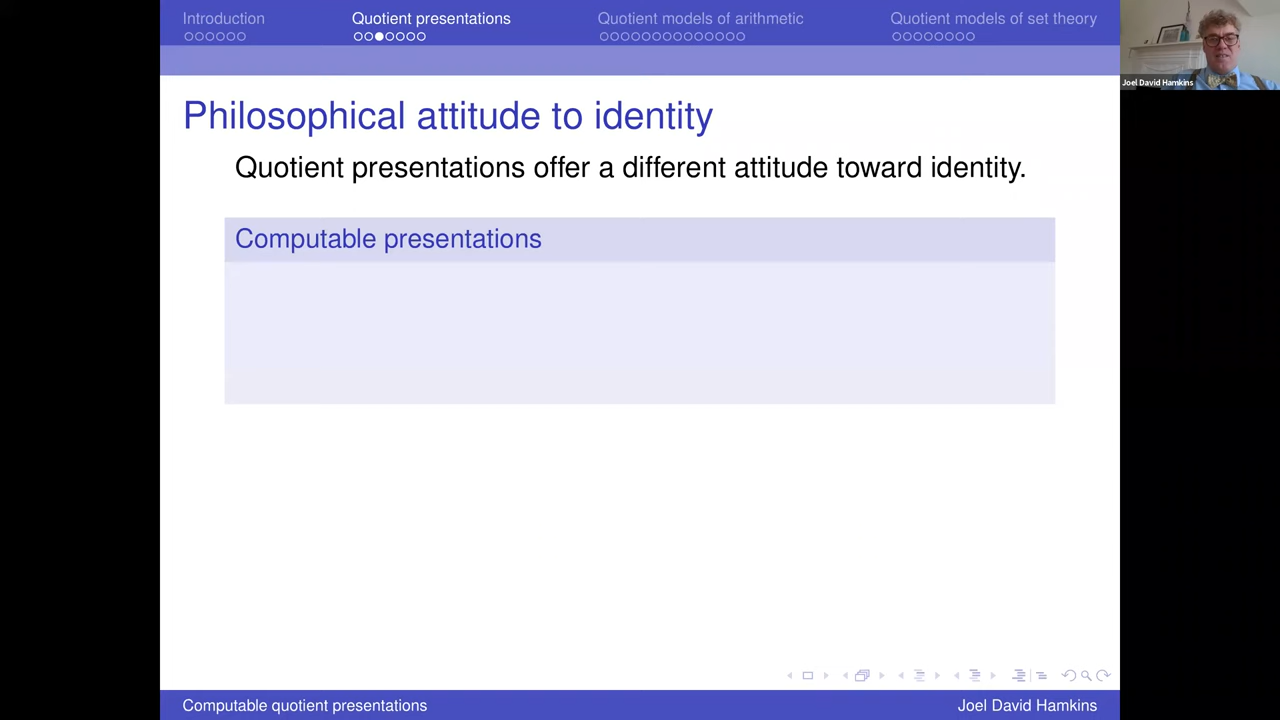 Introduction
Quotient presentations
Quotient models of arithmetic
Quotient models of set theory
Joel David Hamkins
Philosophical attitude to identity
Quotient presentations offer a different attitude toward identity.
Computable presentations
Computable quotient presentations
Joel David Hamkins